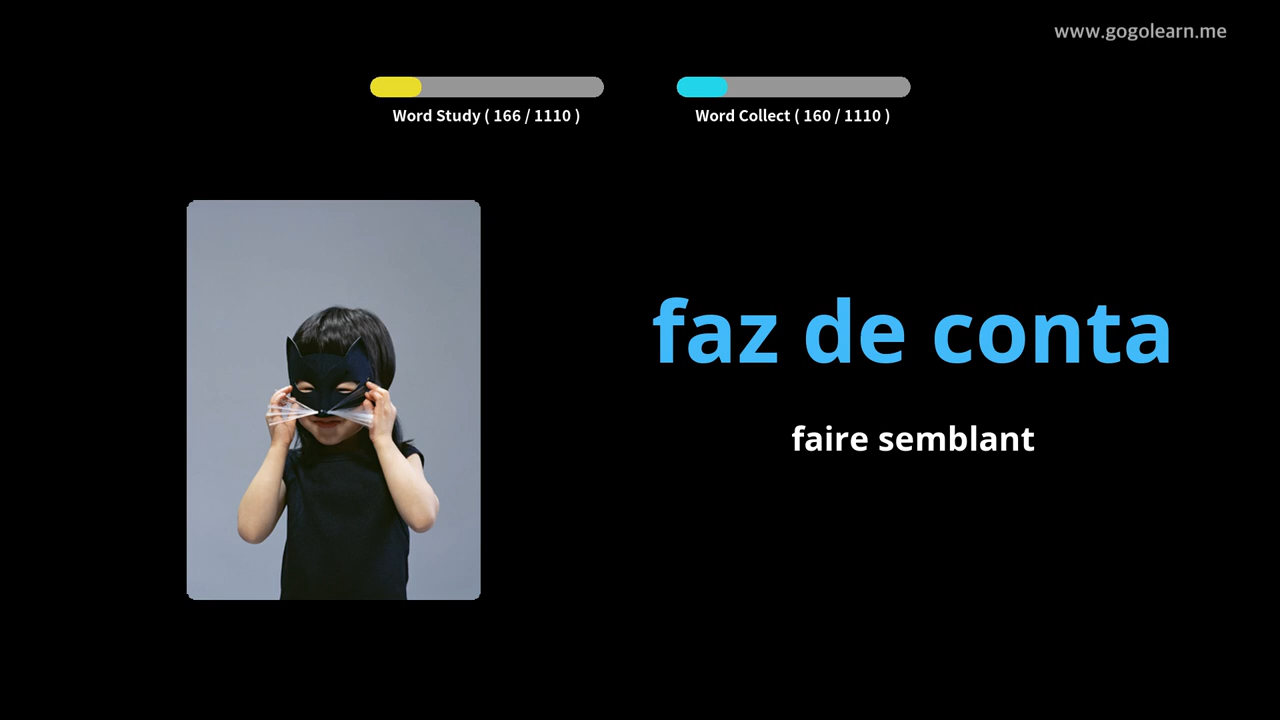 www.gogolearn.me
Word Study ( 166 / 1110 )
Word Collect ( 160 / 1110 )
faz de conta
faire semblant